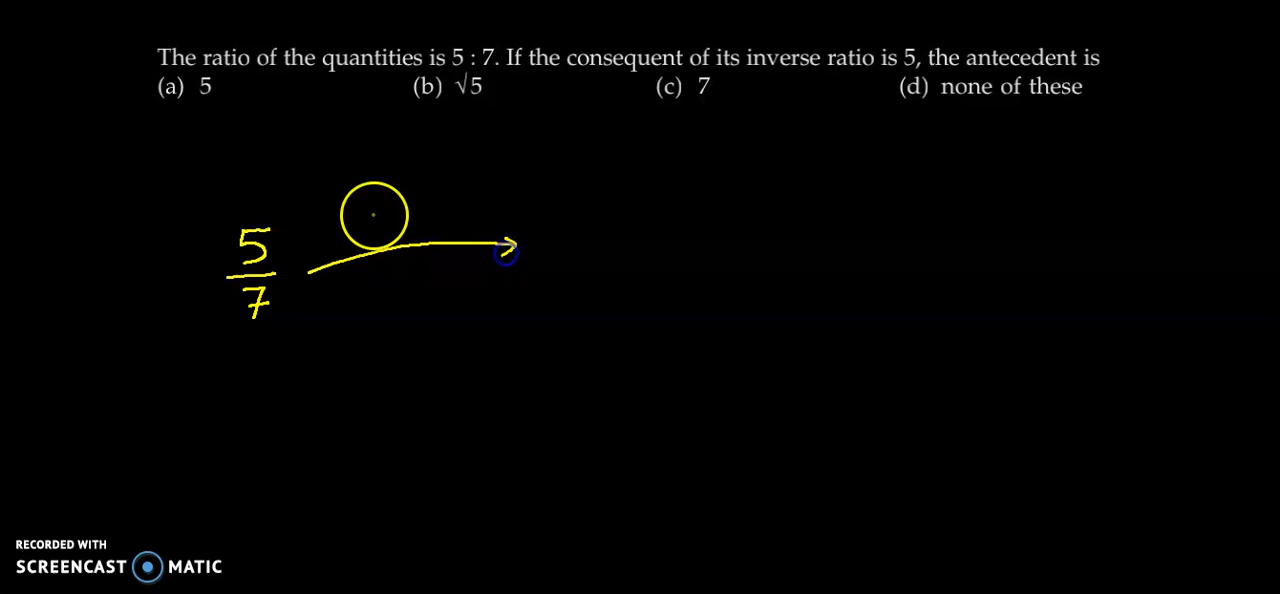 The ratio of the quantities is 5 : 7. If the consequent of its inverse ratio is 5, the antecedent is
(a) 5 (b) √5 (c) 7 (d) none of these
5
7
RECORDED WITH
SCREENCAST MATIC